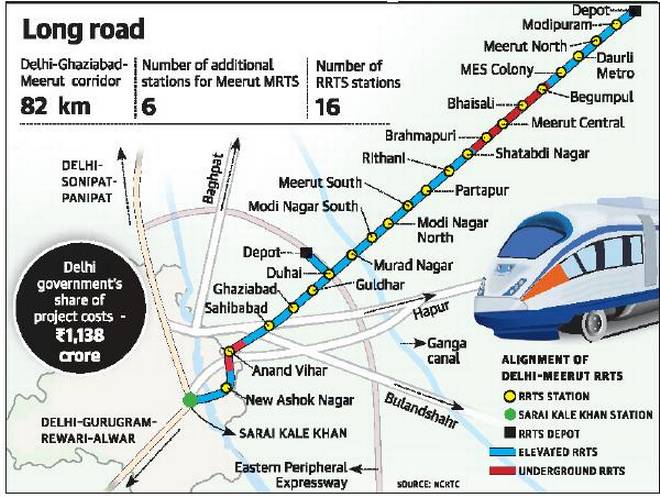 Long road
Delhi-Ghaziabad-
Meerut corridor
82 km
Number of additional
stations for Meerut MRTS
6
Number of
RRTS stations
16
Depot
Modipuram
Meerut North
Daurli
Metro
MES Colony
Begumpul
Bhaisali
Meerut Central
Brahmapuri
Shatabdi Nagar
RIthani
Partapur
Meerut South
Modi Nagar South
Modi Nagar
North
Depot
Murad Nagar
Duhai
Guldhar
Ghaziabad
Sahibabad
Anand Vihar
New Ashok Nagar
SARAI KALE KHAN
DELHI-
SONIPAT-
PANIPAT
Baghpat
Delhi
government's
share of
project costs -
₹1,138
crore
Hapur
Ganga
canal
Bulandshahr
DELHI-GURUGRAM-
REWARI-ALWAR
Eastern Peripheral
Expressway
SOURCE: NCRTC
ALIGNMENT OF
DELHI-MEERUT RRTS
RRTS STATION
SARAI KALE KHAN STATION
RRTS DEPOT
ELEVATED RRTS
UNDERGROUND RRTS